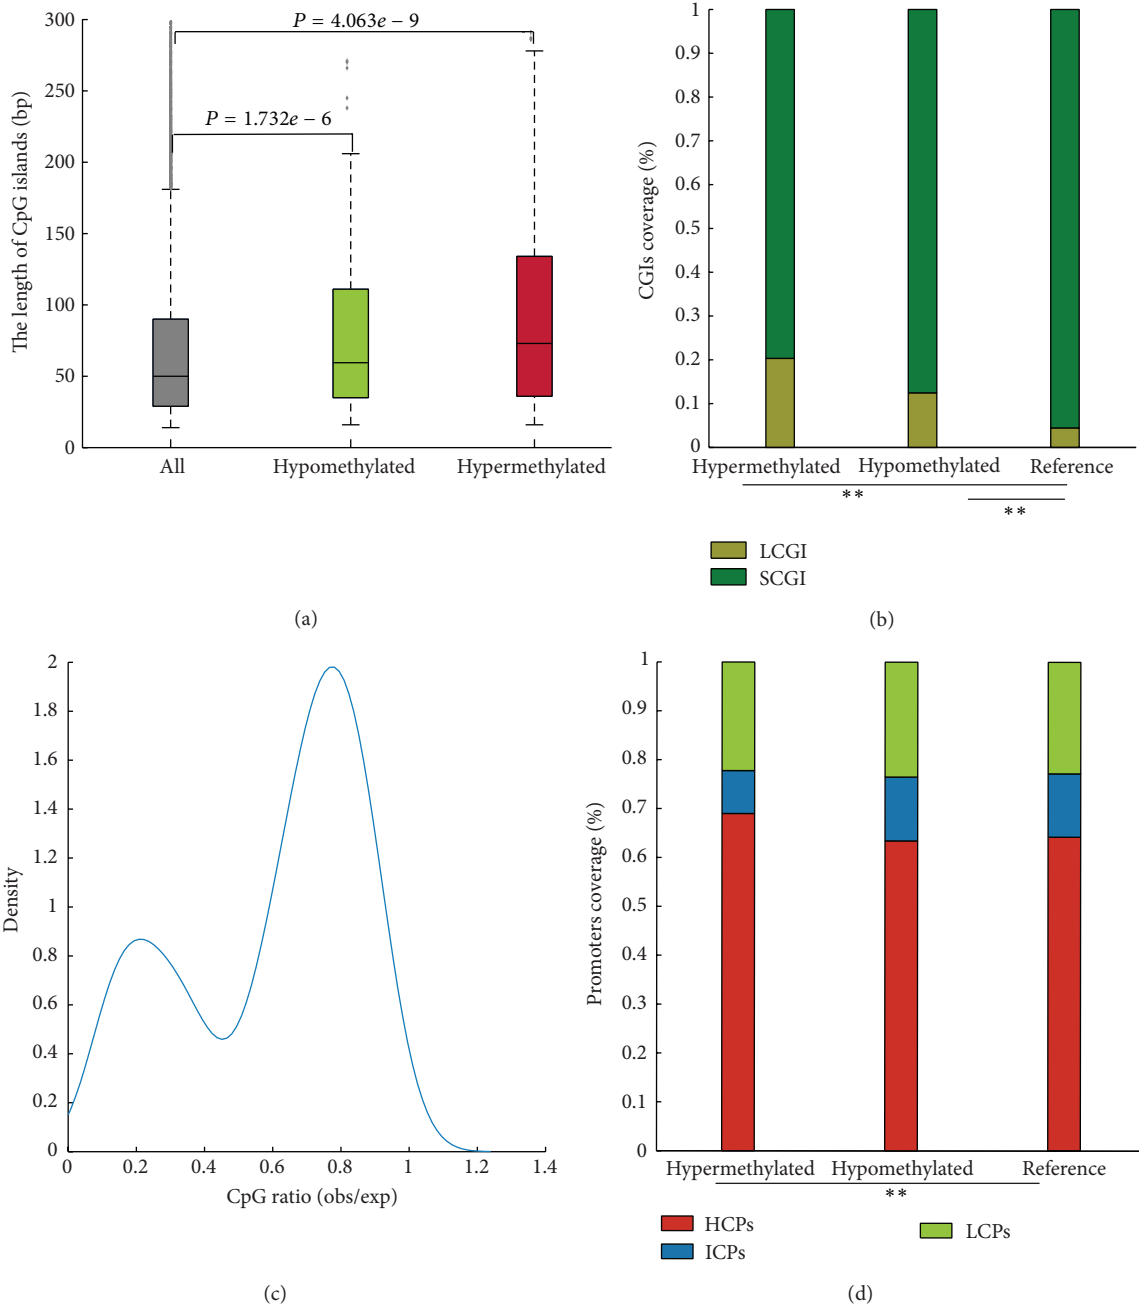 300
250
200
150
100
50
0
The length of CpG islands (bp)
P = 4.063e − 9
P = 1.732e − 6
All
Hypomethylated
Hypermethylated
(a)
1
0.9
0.8
0.7
0.6
0.5
0.4
0.3
0.2
0.1
0
CGIs coverage (%)
Hypermethylated
Hypomethylated
Reference
**
**
LCGI
SCGI
(b)
2
1.8
1.6
1.4
1.2
1
0.8
0.6
0.4
0.2
0
Density
0
0.2
0.4
0.6
0.8
1
1.2
1.4
CpG ratio (obs/exp)
(c)
1
0.9
0.8
0.7
0.6
0.5
0.4
0.3
0.2
0.1
0
Promoters coverage (%)
Hypermethylated
Hypomethylated
Reference
**
HCPs
ICPs
LCPs
(d)